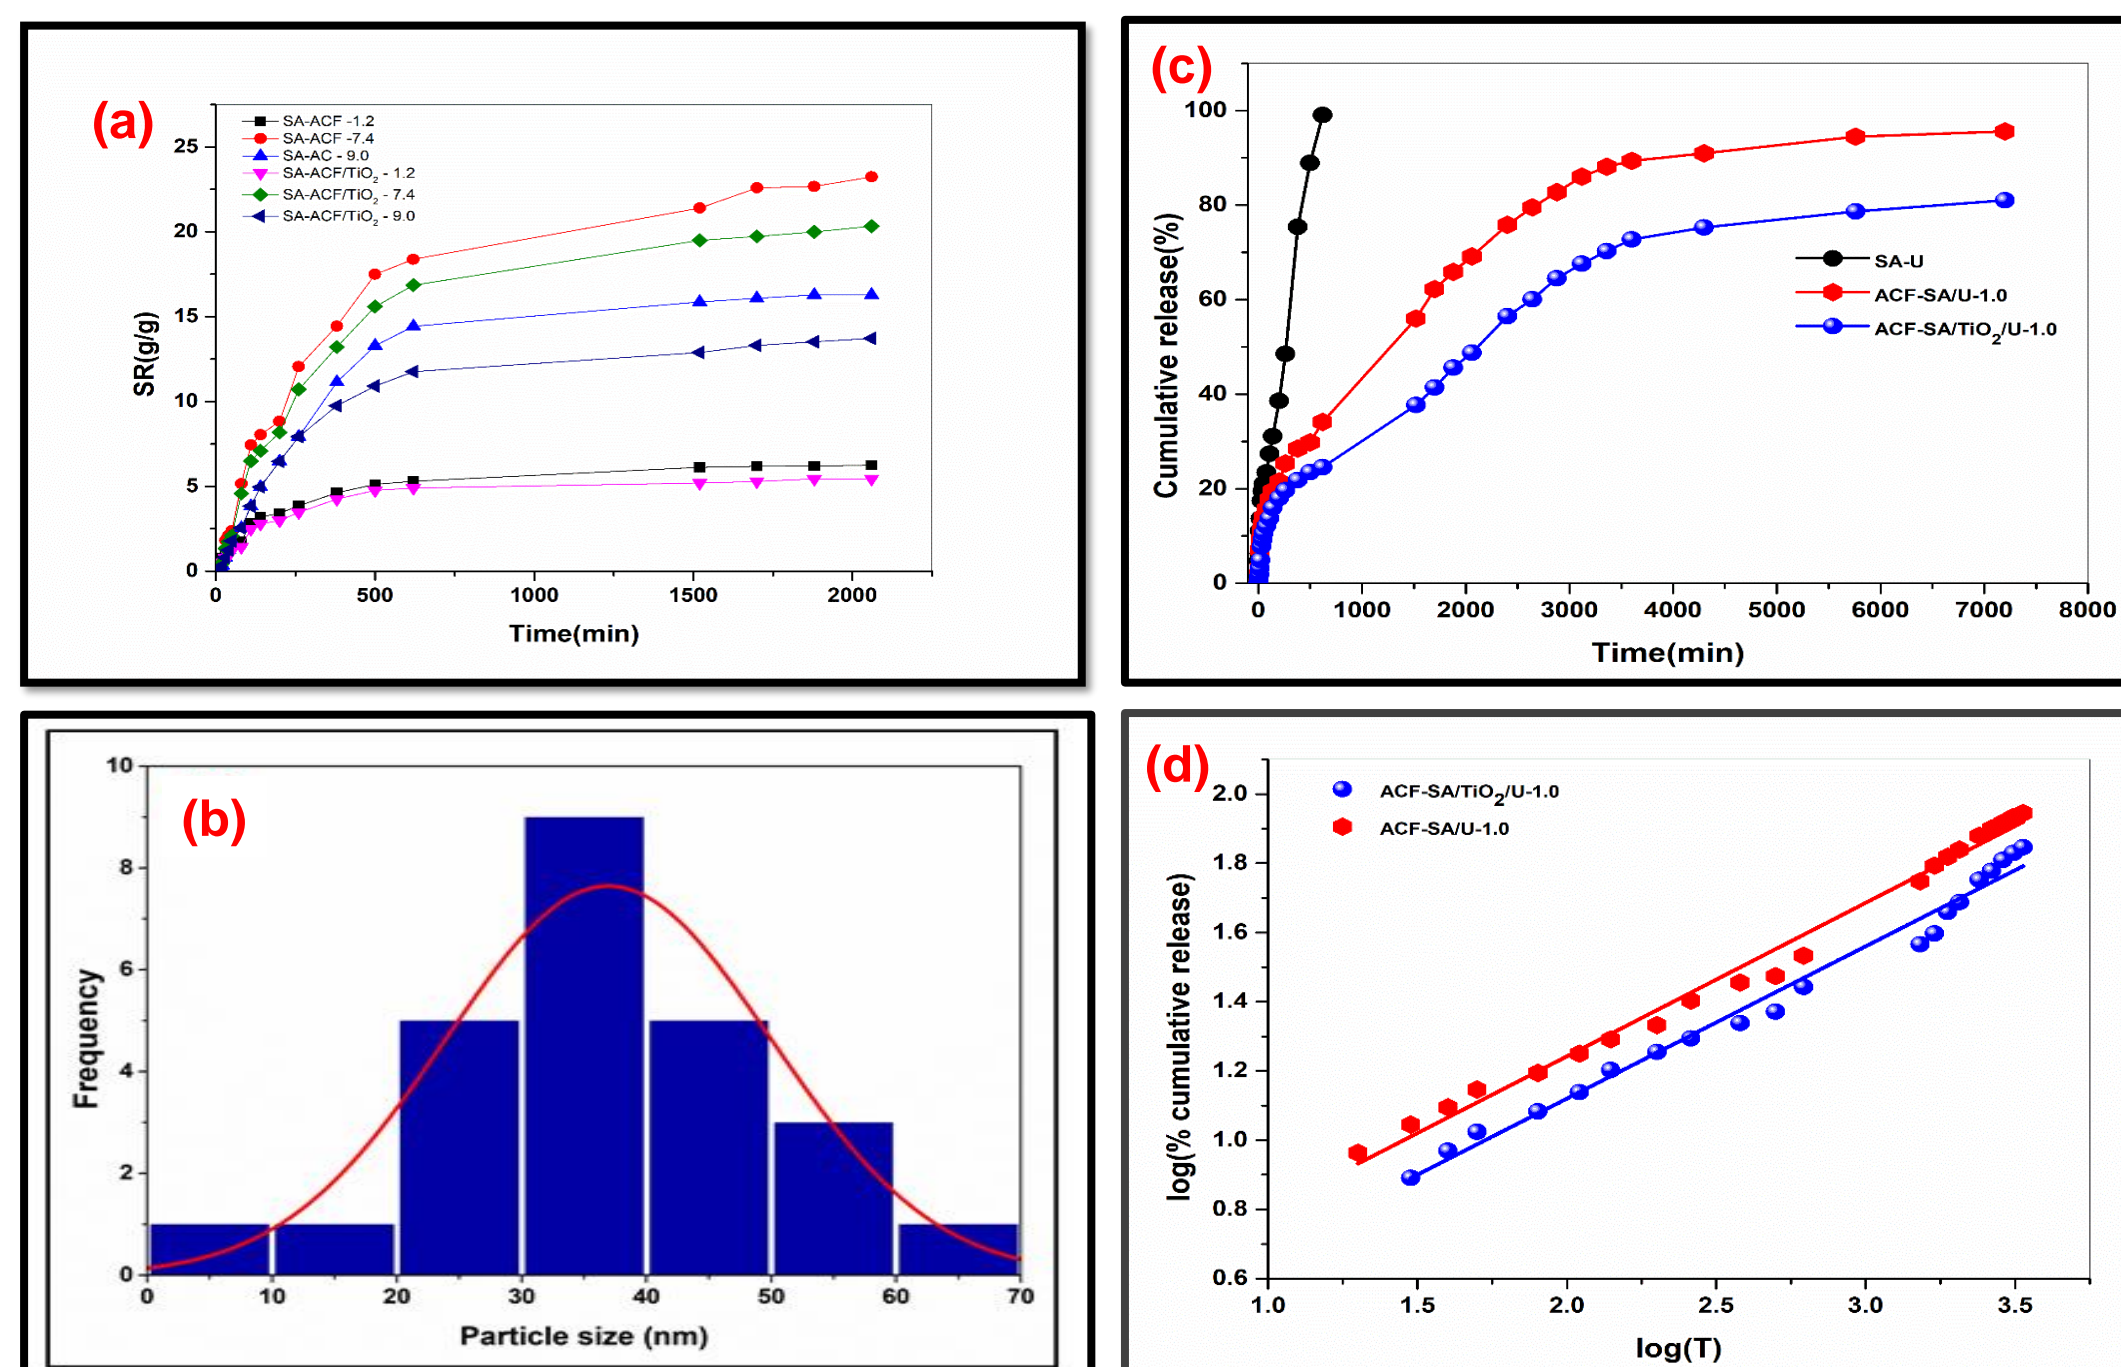 (a)
SA-ACF -1.2
SA-ACF -7.4
SA-AC - 9.0
SA-ACF/TiO2 - 1.2
SA-ACF/TiO2 - 7.4
SA-ACF/TiO2 - 9.0
25
20
15
10
5
0
SR(g/g)
0 500 1000 1500 2000
Time(min)
(c)
100
80
60
40
20
0
Cumulative release(%)
SA-U
ACF-SA/U-1.0
ACF-SA/TiO2/U-1.0
0 1000 2000 3000 4000 5000 6000 7000 8000
Time(min)
(b)
10
8
6
4
2
0
Frequency
0 10 20 30 40 50 60 70
Particle size (nm)
(d)
ACF-SA/TiO2/U-1.0
ACF-SA/U-1.0
2.0
1.8
1.6
1.4
1.2
1.0
0.8
0.6
log(% cumulative release)
1.0 1.5 2.0 2.5 3.0 3.5
log(T)